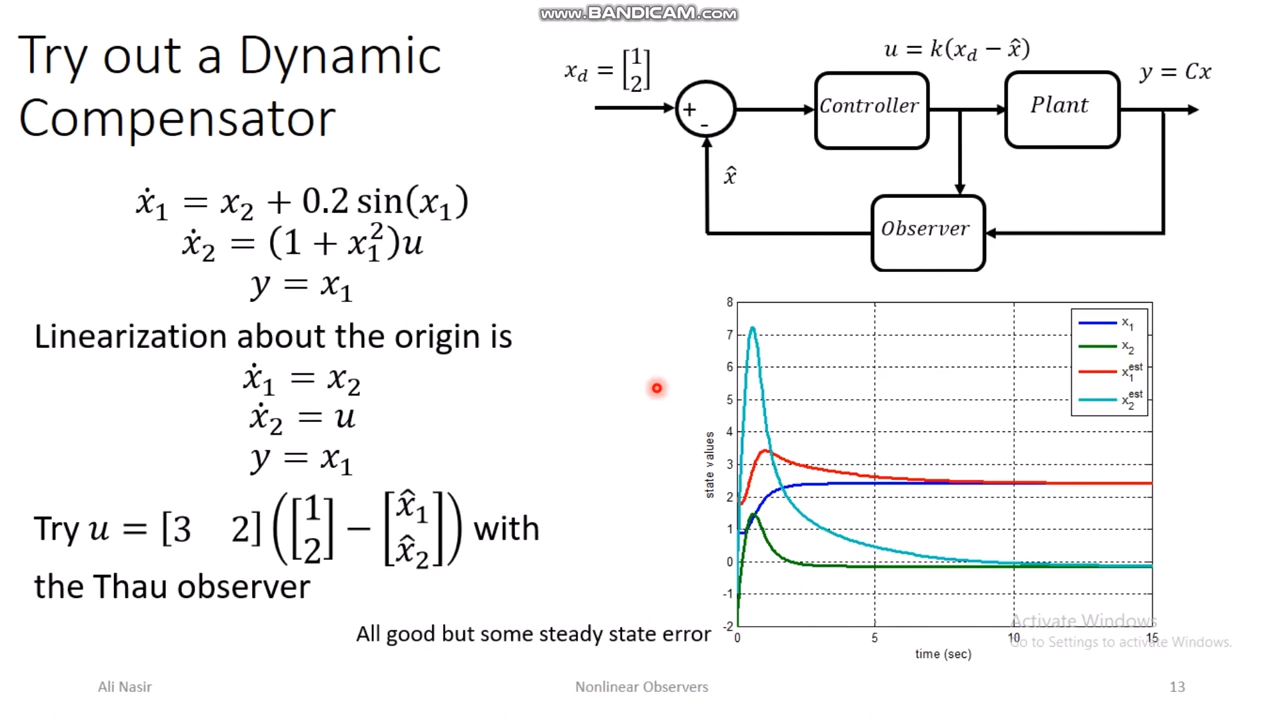 www.BANDICAM.com
Try out a Dynamic
Compensator
ẋ₁ = x₂ + 0.2 sin(x₁)
ẋ₂ = (1 + x₁²)u
y = x₁
Linearization about the origin is
ẋ₁ = x₂
ẋ₂ = u
y = x₁
Try u = [3 2]([1 2] − [x̂₁ x̂₂]) with
the Thau observer
All good but some steady state error
x_d = [1 2]
u = k(x_d − x̂)
y = Cx
+
-
Controller
Plant
x̂
Observer
8
7
6
5
4
3
2
1
0
-1
-2
state values
0
5
10
15
time (sec)
x₁
x₂
x₁^est
x₂^est
Activate Windows
Go to Settings to activate Windows.
Ali Nasir
Nonlinear Observers
13